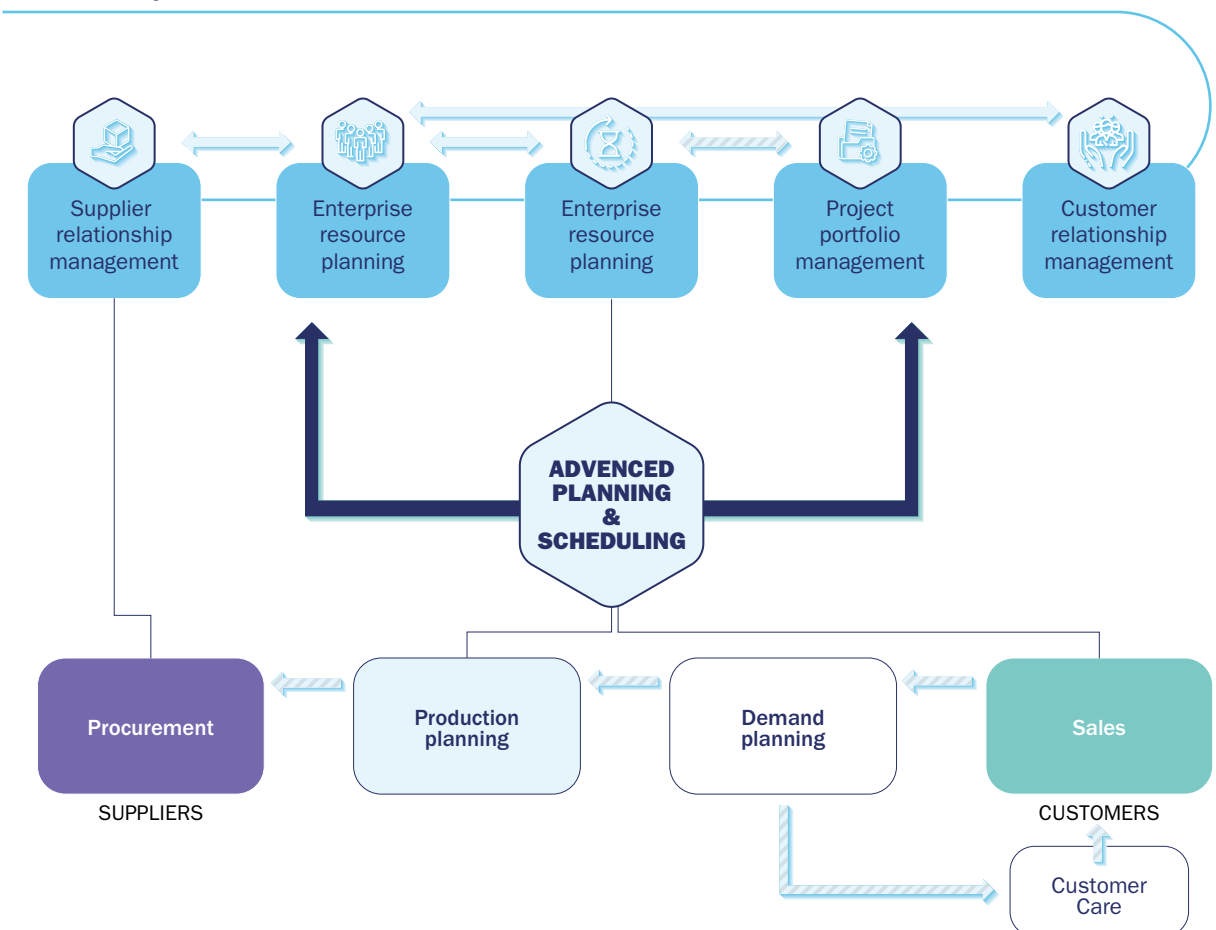 Supplier
relationship
management
Enterprise
resource
planning
Enterprise
resource
planning
Project
portfolio
management
Customer
relationship
management
ADVENCED
PLANNING
&
SCHEDULING
Procurement
Production
planning
Demand
planning
Sales
SUPPLIERS
CUSTOMERS
Customer
Care